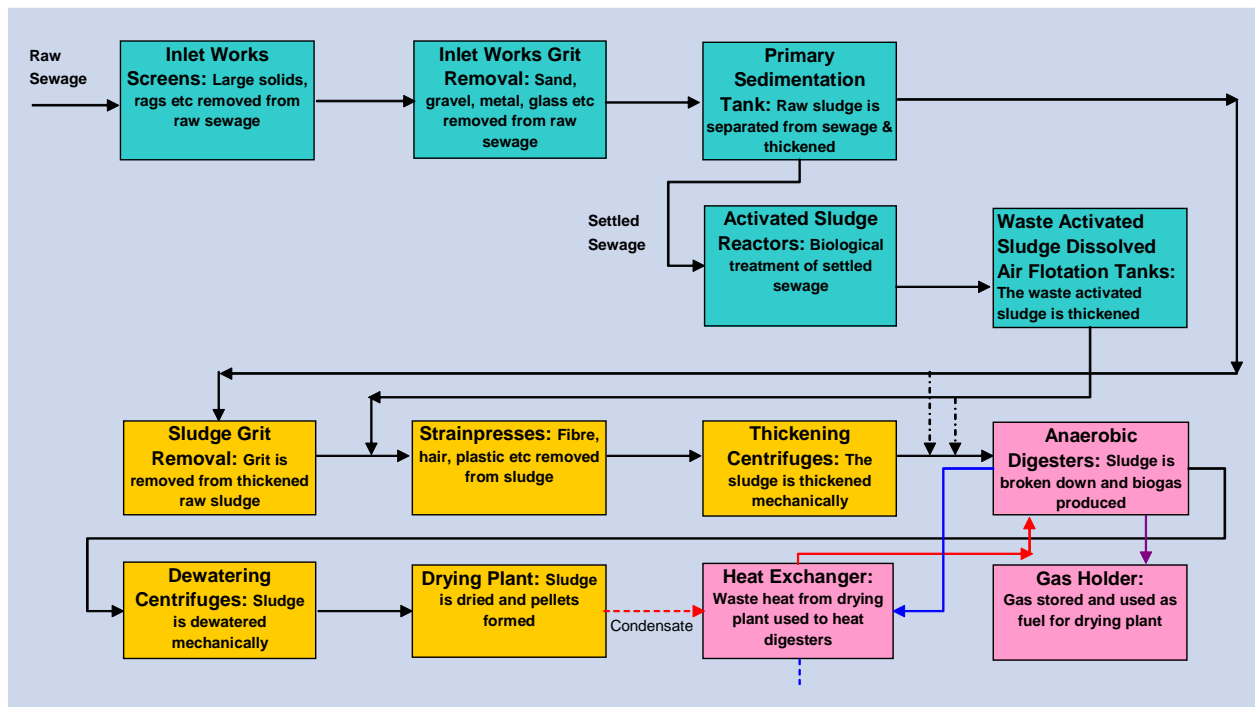 Raw
Sewage
Inlet Works
Screens: Large solids,
rags etc removed from
raw sewage
Inlet Works Grit
Removal: Sand,
gravel, metal, glass etc
removed from raw
sewage
Primary
Sedimentation
Tank: Raw sludge is
separated from sewage &
thickened
Settled
Sewage
Activated Sludge
Reactors: Biological
treatment of settled
sewage
Waste Activated
Sludge Dissolved
Air Flotation Tanks:
The waste activated
sludge is thickened
Sludge Grit
Removal: Grit is
removed from thickened
raw sludge
Strainpresses: Fibre,
hair, plastic etc removed
from sludge
Thickening
Centrifuges: The
sludge is thickened
mechanically
Anaerobic
Digesters: Sludge is
broken down and biogas
produced
Dewatering
Centrifuges: Sludge
is dewatered
mechanically
Drying Plant: Sludge
is dried and pellets
formed
Condensate
Heat Exchanger:
Waste heat from drying
plant used to heat
digesters
Gas Holder:
Gas stored and used as
fuel for drying plant